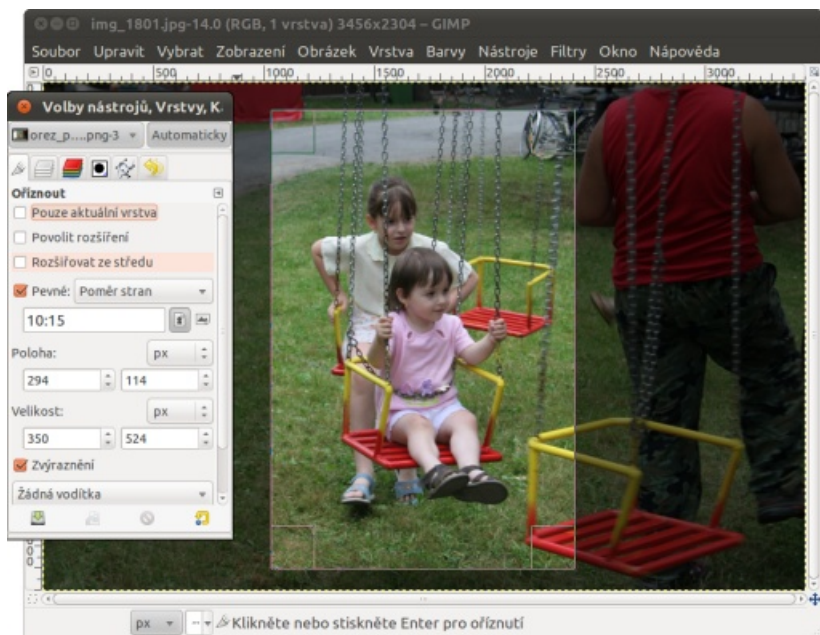 img_1801.jpg-14.0 (RGB, 1 vrstva) 3456x2304 – GIMP
Soubor Upravit Vybrat Zobrazení Obrázek Vrstva Barvy Nástroje Filtry Okno Nápověda
0 500 1000 1500 2000 2500 3000
Volby nástrojů, Vrstvy, K
orez_p....png-3 Automaticky
Oříznout
Pouze aktuální vrstva
Povolit rozšíření
Rozšiřovat ze středu
Pevné: Poměr stran
10:15
Poloha: px
294 114
Velikost: px
350 524
Zvýraznění
Žádná vodítka
px Klikněte nebo stiskněte Enter pro oříznutí